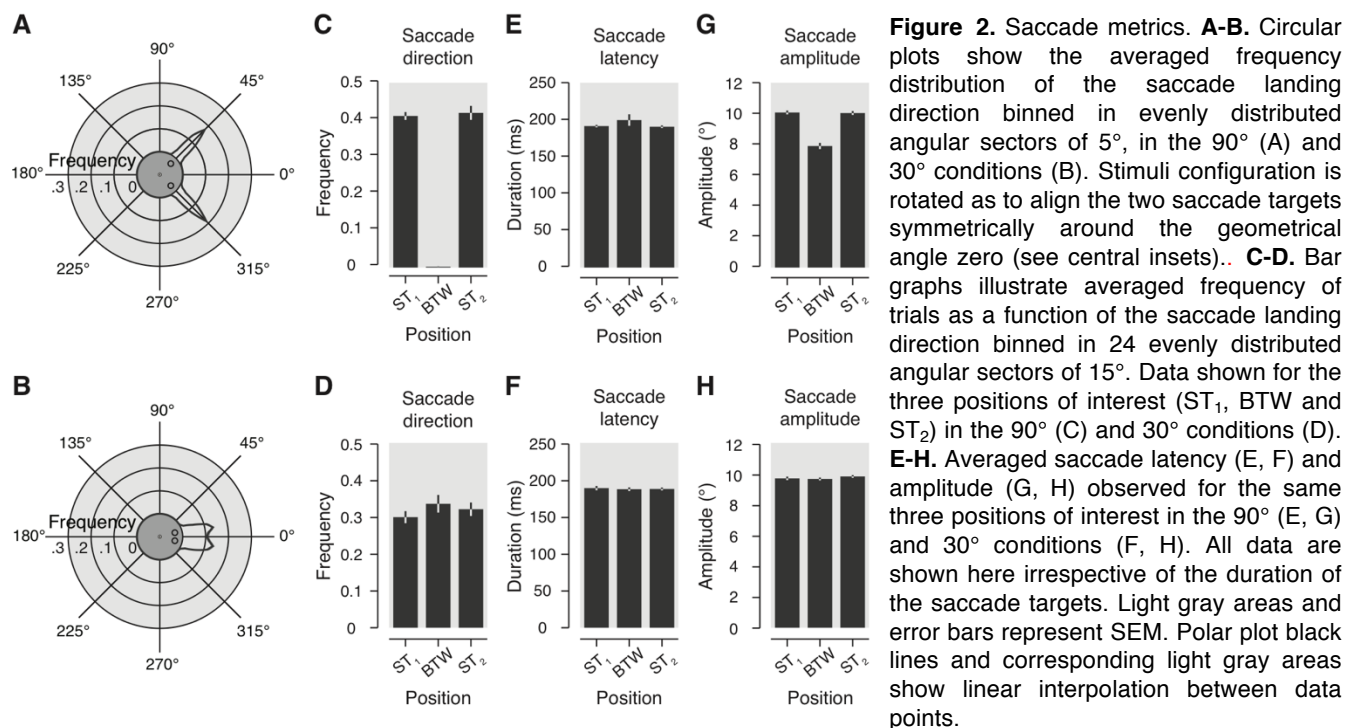 A
90°
135°
45°
Frequency
180°
.3 .2 .1 0
0°
225°
315°
270°
C
Saccade
direction
0.5
0.4
0.3
0.2
0.1
0
Frequency
ST₁ BTW ST₂
Position
E
Saccade
latency
250
200
150
100
50
0
Duration (ms)
ST₁ BTW ST₂
Position
G
Saccade
amplitude
12
10
8
6
4
2
0
Amplitude (°)
ST₁ BTW ST₂
Position
B
90°
135°
45°
Frequency
180°
.3 .2 .1 0
0°
225°
315°
270°
D
Saccade
direction
0.5
0.4
0.3
0.2
0.1
0
Frequency
ST₁ BTW ST₂
Position
F
Saccade
latency
250
200
150
100
50
0
Duration (ms)
ST₁ BTW ST₂
Position
H
Saccade
amplitude
12
10
8
6
4
2
0
Amplitude (°)
ST₁ BTW ST₂
Position
Figure 2. Saccade metrics. A-B. Circular
plots show the averaged frequency
distribution of the saccade landing
direction binned in evenly distributed
angular sectors of 5°, in the 90° (A) and
30° conditions (B). Stimuli configuration is
rotated as to align the two saccade targets
symmetrically around the geometrical
angle zero (see central insets).. C-D. Bar
graphs illustrate averaged frequency of
trials as a function of the saccade landing
direction binned in 24 evenly distributed
angular sectors of 15°. Data shown for the
three positions of interest (ST₁, BTW and
ST₂) in the 90° (C) and 30° conditions (D).
E-H. Averaged saccade latency (E, F) and
amplitude (G, H) observed for the same
three positions of interest in the 90° (E, G)
and 30° conditions (F, H). All data are
shown here irrespective of the duration of
the saccade targets. Light gray areas and
error bars represent SEM. Polar plot black
lines and corresponding light gray areas
show linear interpolation between data
points.